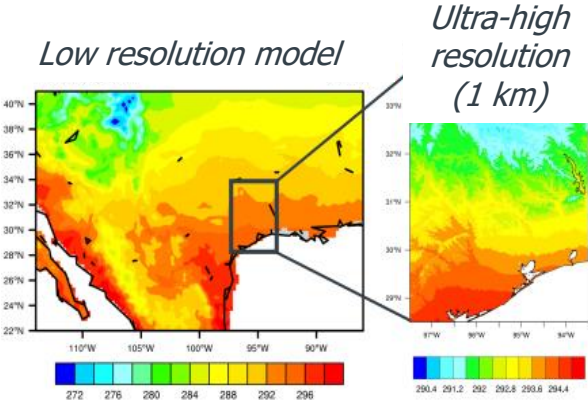 Low resolution model
Ultra-high
resolution
(1 km)
40°N
38°N
36°N
34°N
32°N
30°N
28°N
26°N
24°N
22°N
110°W 105°W 100°W 95°W 90°W
272 276 280 284 288 292 296
33°N
32°N
31°N
30°N
29°N
97°W 96°W 95°W 94°W
290.4 291.2 292 292.8 293.6 294.4